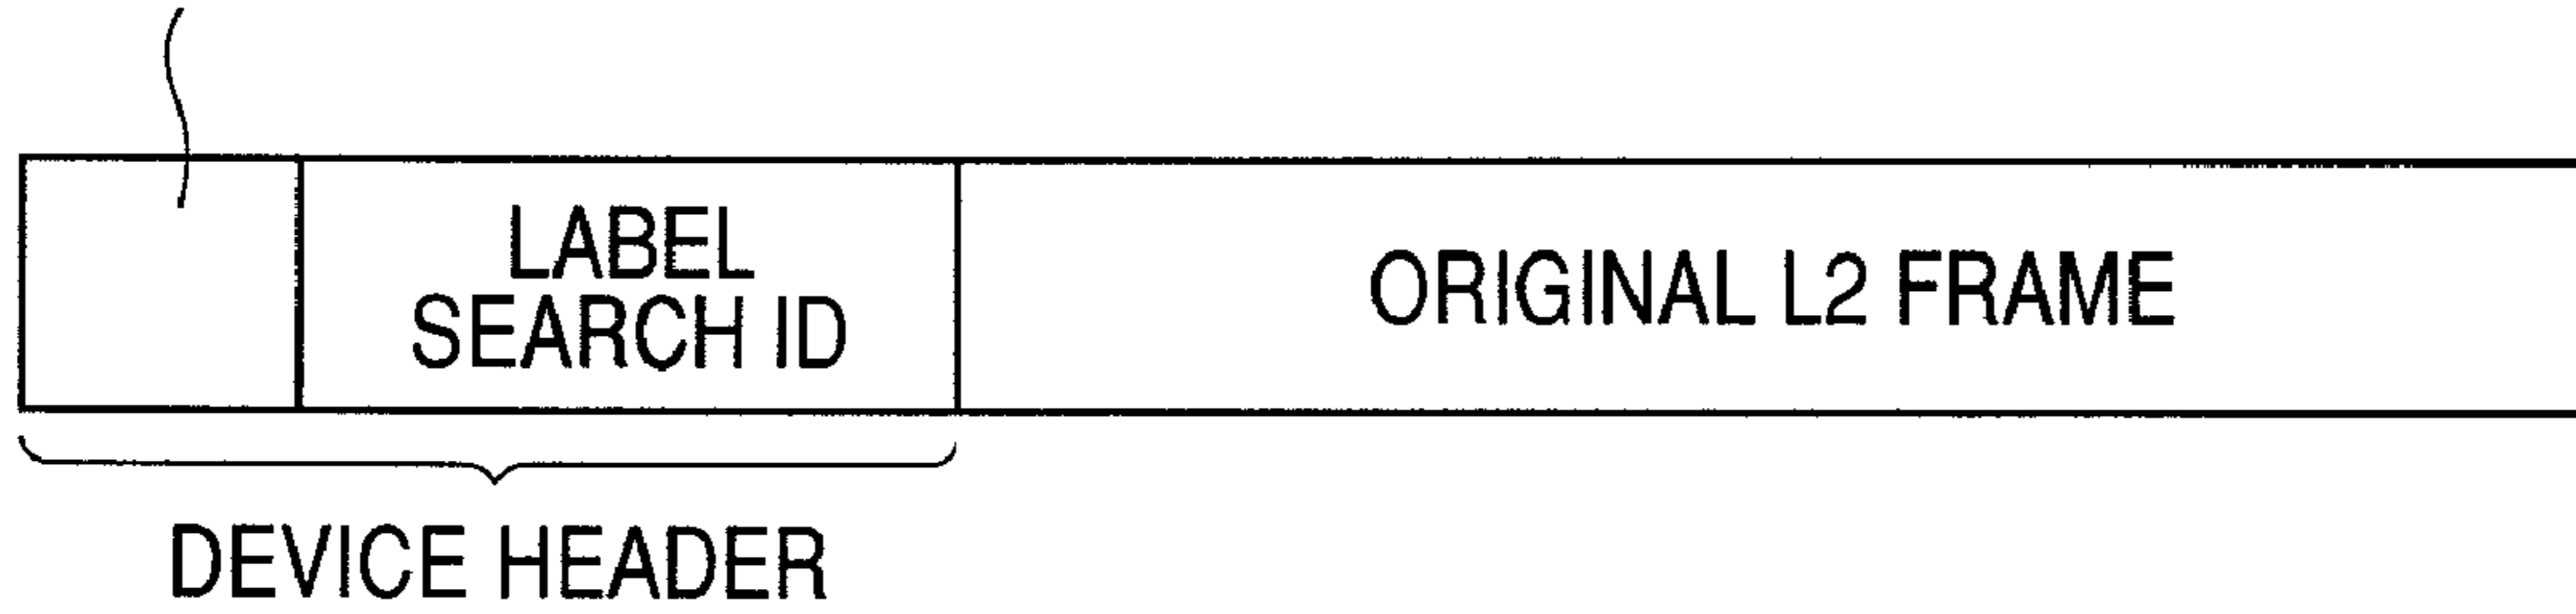 LABEL
SEARCH ID
ORIGINAL L2 FRAME
DEVICE HEADER